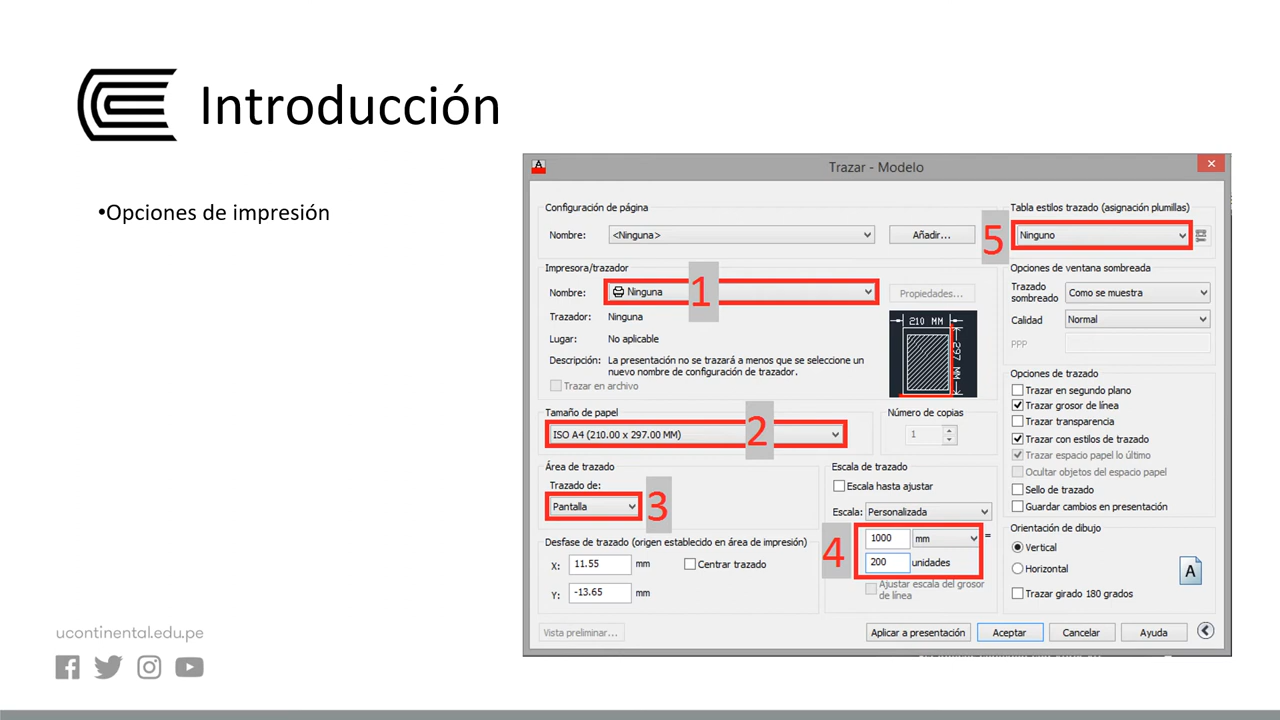 Introducción
•Opciones de impresión
Trazar - Modelo
Configuración de página
Nombre: <Ninguna> Añadir...
Tabla estilos trazado (asignación plumillas)
5 Ninguno
Impresora/trazador
Nombre: Ninguna 1 Propiedades...
Trazador: Ninguna
Lugar: No aplicable
Descripción: La presentación no se trazará a menos que se seleccione un
nuevo nombre de configuración de trazador.
Trazar en archivo
210 MM
297 MM
Opciones de ventana sombreada
Trazado
sombreado Como se muestra
Calidad Normal
PPP
Tamaño de papel
ISO A4 (210.00 x 297.00 MM) 2
Número de copias
1
Opciones de trazado
Trazar en segundo plano
Trazar grosor de línea
Trazar transparencia
Trazar con estilos de trazado
Trazar espacio papel lo último
Ocultar objetos del espacio papel
Sello de trazado
Guardar cambios en presentación
Área de trazado
Trazado de:
Pantalla 3
Escala de trazado
Escala hasta ajustar
Escala: Personalizada
4 1000 mm =
200 unidades
Ajustar escala del grosor
de línea
Desfase de trazado (origen establecido en área de impresión)
X: 11.55 mm Centrar trazado
Y: -13.65 mm
Orientación de dibujo
Vertical
Horizontal
Trazar girado 180 grados
A
Vista preliminar... Aplicar a presentación Aceptar Cancelar Ayuda
ucontinental.edu.pe